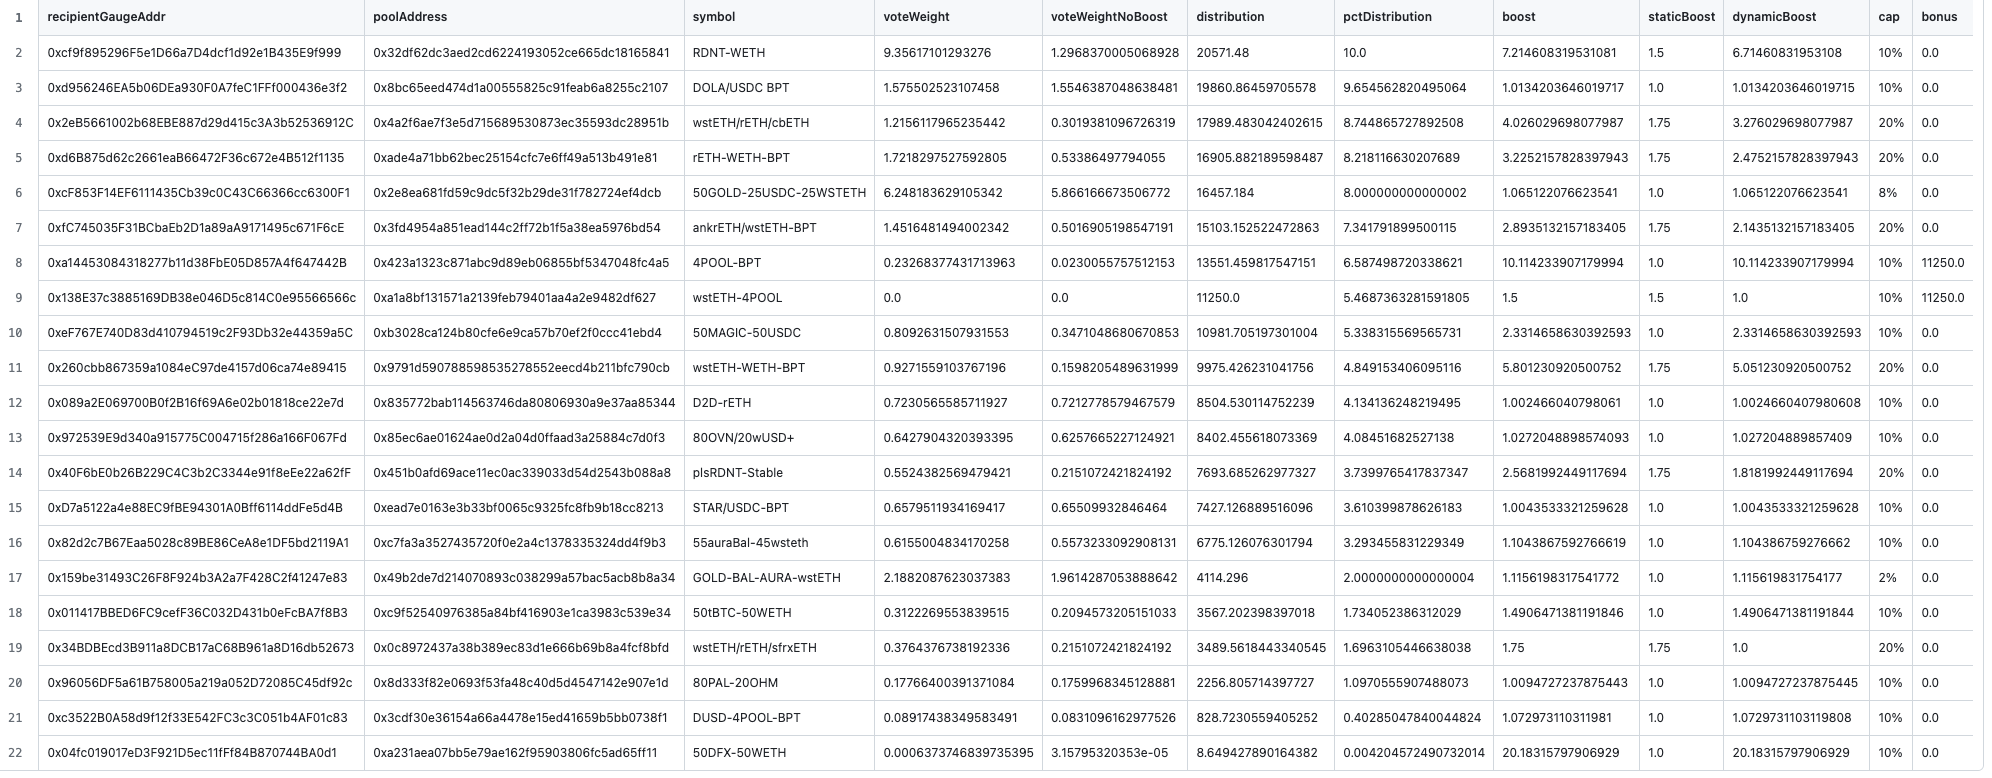 1 recipientGaugeAddr poolAddress symbol voteWeight voteWeightNoBoost distribution pctDistribution boost staticBoost dynamicBoost cap bonus
2 0xcf9f895296F5e1D66a7D4dcf1d92e1B435E9f999 0x32df62dc3aed2cd6224193052ce665dc18165841 RDNT-WETH 9.35617101293276 1.2968370005068928 20571.48 10.0 7.214608319531081 1.5 6.71460831953108 10% 0.0
3 0xd956246EA5b06DEa930F0A7feC1FFf000436e3f2 0x8bc65eed474d1a00555825c91feab6a8255c2107 DOLA/USDC BPT 1.575502523107458 1.5546387048638481 19860.86459705578 9.654562820495064 1.0134203646019717 1.0 1.0134203646019715 10% 0.0
4 0x2eB5661002b68EBE887d29d415c3A3b52536912C 0x4a2f6ae7f3e5d715689530873ec35593dc28951b wstETH/rETH/cbETH 1.2156117965235442 0.3019381096726319 17989.483042402615 8.744865727892508 4.026029698077987 1.75 3.276029698077987 20% 0.0
5 0xd6B875d62c2661eaB66472F36c672e4B512f1135 0xade4a71bb62bec25154cfc7e6ff49a513b491e81 rETH-WETH-BPT 1.7218297527592805 0.53386497794055 16905.882189598487 8.218116630207689 3.2252157828397943 1.75 2.4752157828397943 20% 0.0
6 0xcF853F14EF6111435Cb39c0C43C66366cc6300F1 0x2e8ea681fd59c9dc5f32b29de31f782724ef4dcb 50GOLD-25USDC-25WSTETH 6.248183629105342 5.866166673506772 16457.184 8.000000000000002 1.065122076623541 1.0 1.065122076623541 8% 0.0
7 0xfC745035F31BCbaEb2D1a89aA9171495c671F6cE 0x3fd4954a851ead144c2ff72b1f5a38ea5976bd54 ankrETH/wstETH-BPT 1.4516481494002342 0.5016905198547191 15103.152522472863 7.341791899500115 2.8935132157183405 1.75 2.1435132157183405 20% 0.0
8 0xa14453084318277b11d38FbE05D857A4f647442B 0x423a1323c871abc9d89eb06855bf5347048fc4a5 4POOL-BPT 0.23268377431713963 0.0230055757512153 13551.459817547151 6.587498720338621 10.114233907179994 1.0 10.114233907179994 10% 11250.0
9 0x138E37c3885169DB38e046D5c814C0e95566566c 0xa1a8bf131571a2139feb79401aa4a2e9482df627 wstETH-4POOL 0.0 0.0 11250.0 5.4687363281591805 1.5 1.5 1.0 10% 11250.0
10 0xeF767E740D83d410794519c2F93Db32e44359a5C 0xb3028ca124b80cfe6e9ca57b70ef2f0ccc41ebd4 50MAGIC-50USDC 0.8092631507931553 0.3471048680670853 10981.705197301004 5.338315569565731 2.3314658630392593 1.0 2.3314658630392593 10% 0.0
11 0x260cbb867359a1084eC97de4157d06ca74e89415 0x9791d590788598535278552eecd4b211bfc790cb wstETH-WETH-BPT 0.9271559103767196 0.1598205489631999 9975.426231041756 4.849153406095116 5.801230920500752 1.75 5.051230920500752 20% 0.0
12 0x089a2E069700B0f2B16f69A6e02b01818ce22e7d 0x835772bab114563746da80806930a9e37aa85344 D2D-rETH 0.7230565585711927 0.7212778579467579 8504.530114752239 4.134136248219495 1.002466040798061 1.0 1.0024660407980608 10% 0.0
13 0x972539E9d340a915775C004715f286a166F067Fd 0x85ec6ae01624ae0d2a04d0ffaad3a25884c7d0f3 80OVN/20wUSD+ 0.6427904320393395 0.6257665227124921 8402.455618073369 4.08451682527138 1.0272048898574093 1.0 1.027204889857409 10% 0.0
14 0x40F6bE0b26B229C4C3b2C3344e91f8eEe22a62fF 0x451b0afd69ace11ec0ac339033d54d2543b088a8 plsRDNT-Stable 0.5524382569479421 0.2151072421824192 7693.685262977327 3.7399765417837347 2.5681992449117694 1.75 1.8181992449117694 20% 0.0
15 0xD7a5122a4e88EC9fBE94301A0Bff6114ddFe5d4B 0xead7e0163e3b33bf0065c9325fc8fb9b18cc8213 STAR/USDC-BPT 0.6579511934169417 0.65509932846464 7427.126889516096 3.610399878626183 1.0043533321259628 1.0 1.0043533321259628 10% 0.0
16 0x82d2c7B67Eaa5028c89BE86CeA8e1DF5bd2119A1 0xc7fa3a3527435720f0e2a4c1378335324dd4f9b3 55auraBal-45wsteth 0.6155004834170258 0.5573233092908131 6775.126076301794 3.293455831229349 1.1043867592766619 1.0 1.104386759276662 10% 0.0
17 0x159be31493C26F8F924b3A2a7F428C2f41247e83 0x49b2de7d214070893c038299a57bac5acb8b8a34 GOLD-BAL-AURA-wstETH 2.1882087623037383 1.9614287053888642 4114.296 2.0000000000000004 1.1156198317541772 1.0 1.115619831754177 2% 0.0
18 0x011417BBED6FC9cefF36C032D431b0eFcBA7f8B3 0xc9f52540976385a84bf416903e1ca3983c539e34 50tBTC-50WETH 0.3122269553839515 0.2094573205151033 3567.202398397018 1.734052386312029 1.4906471381191846 1.0 1.4906471381191844 10% 0.0
19 0x34BDBEcd3B911a8DCB17aC68B961a8D16db52673 0x0c8972437a38b389ec83d1e666b69b8a4fcf8bfd wstETH/rETH/sfrxETH 0.3764376738192336 0.2151072421824192 3489.5618443340545 1.6963105446638038 1.75 1.75 1.0 20% 0.0
20 0x96056DF5a61B758005a219a052D72085C45df92c 0x8d333f82e0693f53fa48c40d5d4547142e907e1d 80PAL-20OHM 0.17766400391371084 0.1759968345128881 2256.805714397727 1.0970555907488073 1.0094727237875443 1.0 1.0094727237875445 10% 0.0
21 0xc3522B0A58d9f12f33E542FC3c3C051b4AF01c83 0x3cdf30e36154a66a4478e15ed41659b5bb0738f1 DUSD-4POOL-BPT 0.08917438349583491 0.0831096162977526 828.7230559405252 0.40285047840044824 1.072973110311981 1.0 1.0729731103119808 10% 0.0
22 0x04fc019017eD3F921D5ec11fFf84B870744BA0d1 0xa231aea07bb5e79ae162f95903806fc5ad65ff11 50DFX-50WETH 0.0006373746839735395 3.15795320353e-05 8.649427890164382 0.004204572490732014 20.18315797906929 1.0 20.18315797906929 10% 0.0